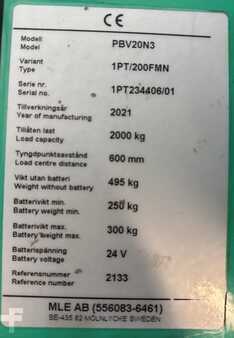 CE
Modell PBV20N3
Model
Variant 1PT/200FMN
Type
Serie nr. 1PT234406/01
Serial no.
Tillverkningsår 2021
Year of manufacturing
Tillåten last 2000 kg
Load capacity
Tyngdpunktsavstånd 600 mm
Load centre distance
Vikt utan batteri 495 kg
Weight without battery
Batterivikt min. 250 kg
Battery weight min.
Batterivikt max. 300 kg
Battery weight max.
Batterispänning 24 V
Battery voltage
Referensnummer 2133
Reference number
MLE AB (556083-6461)
SE-435 82 MÖLNLYCKE SWEDEN